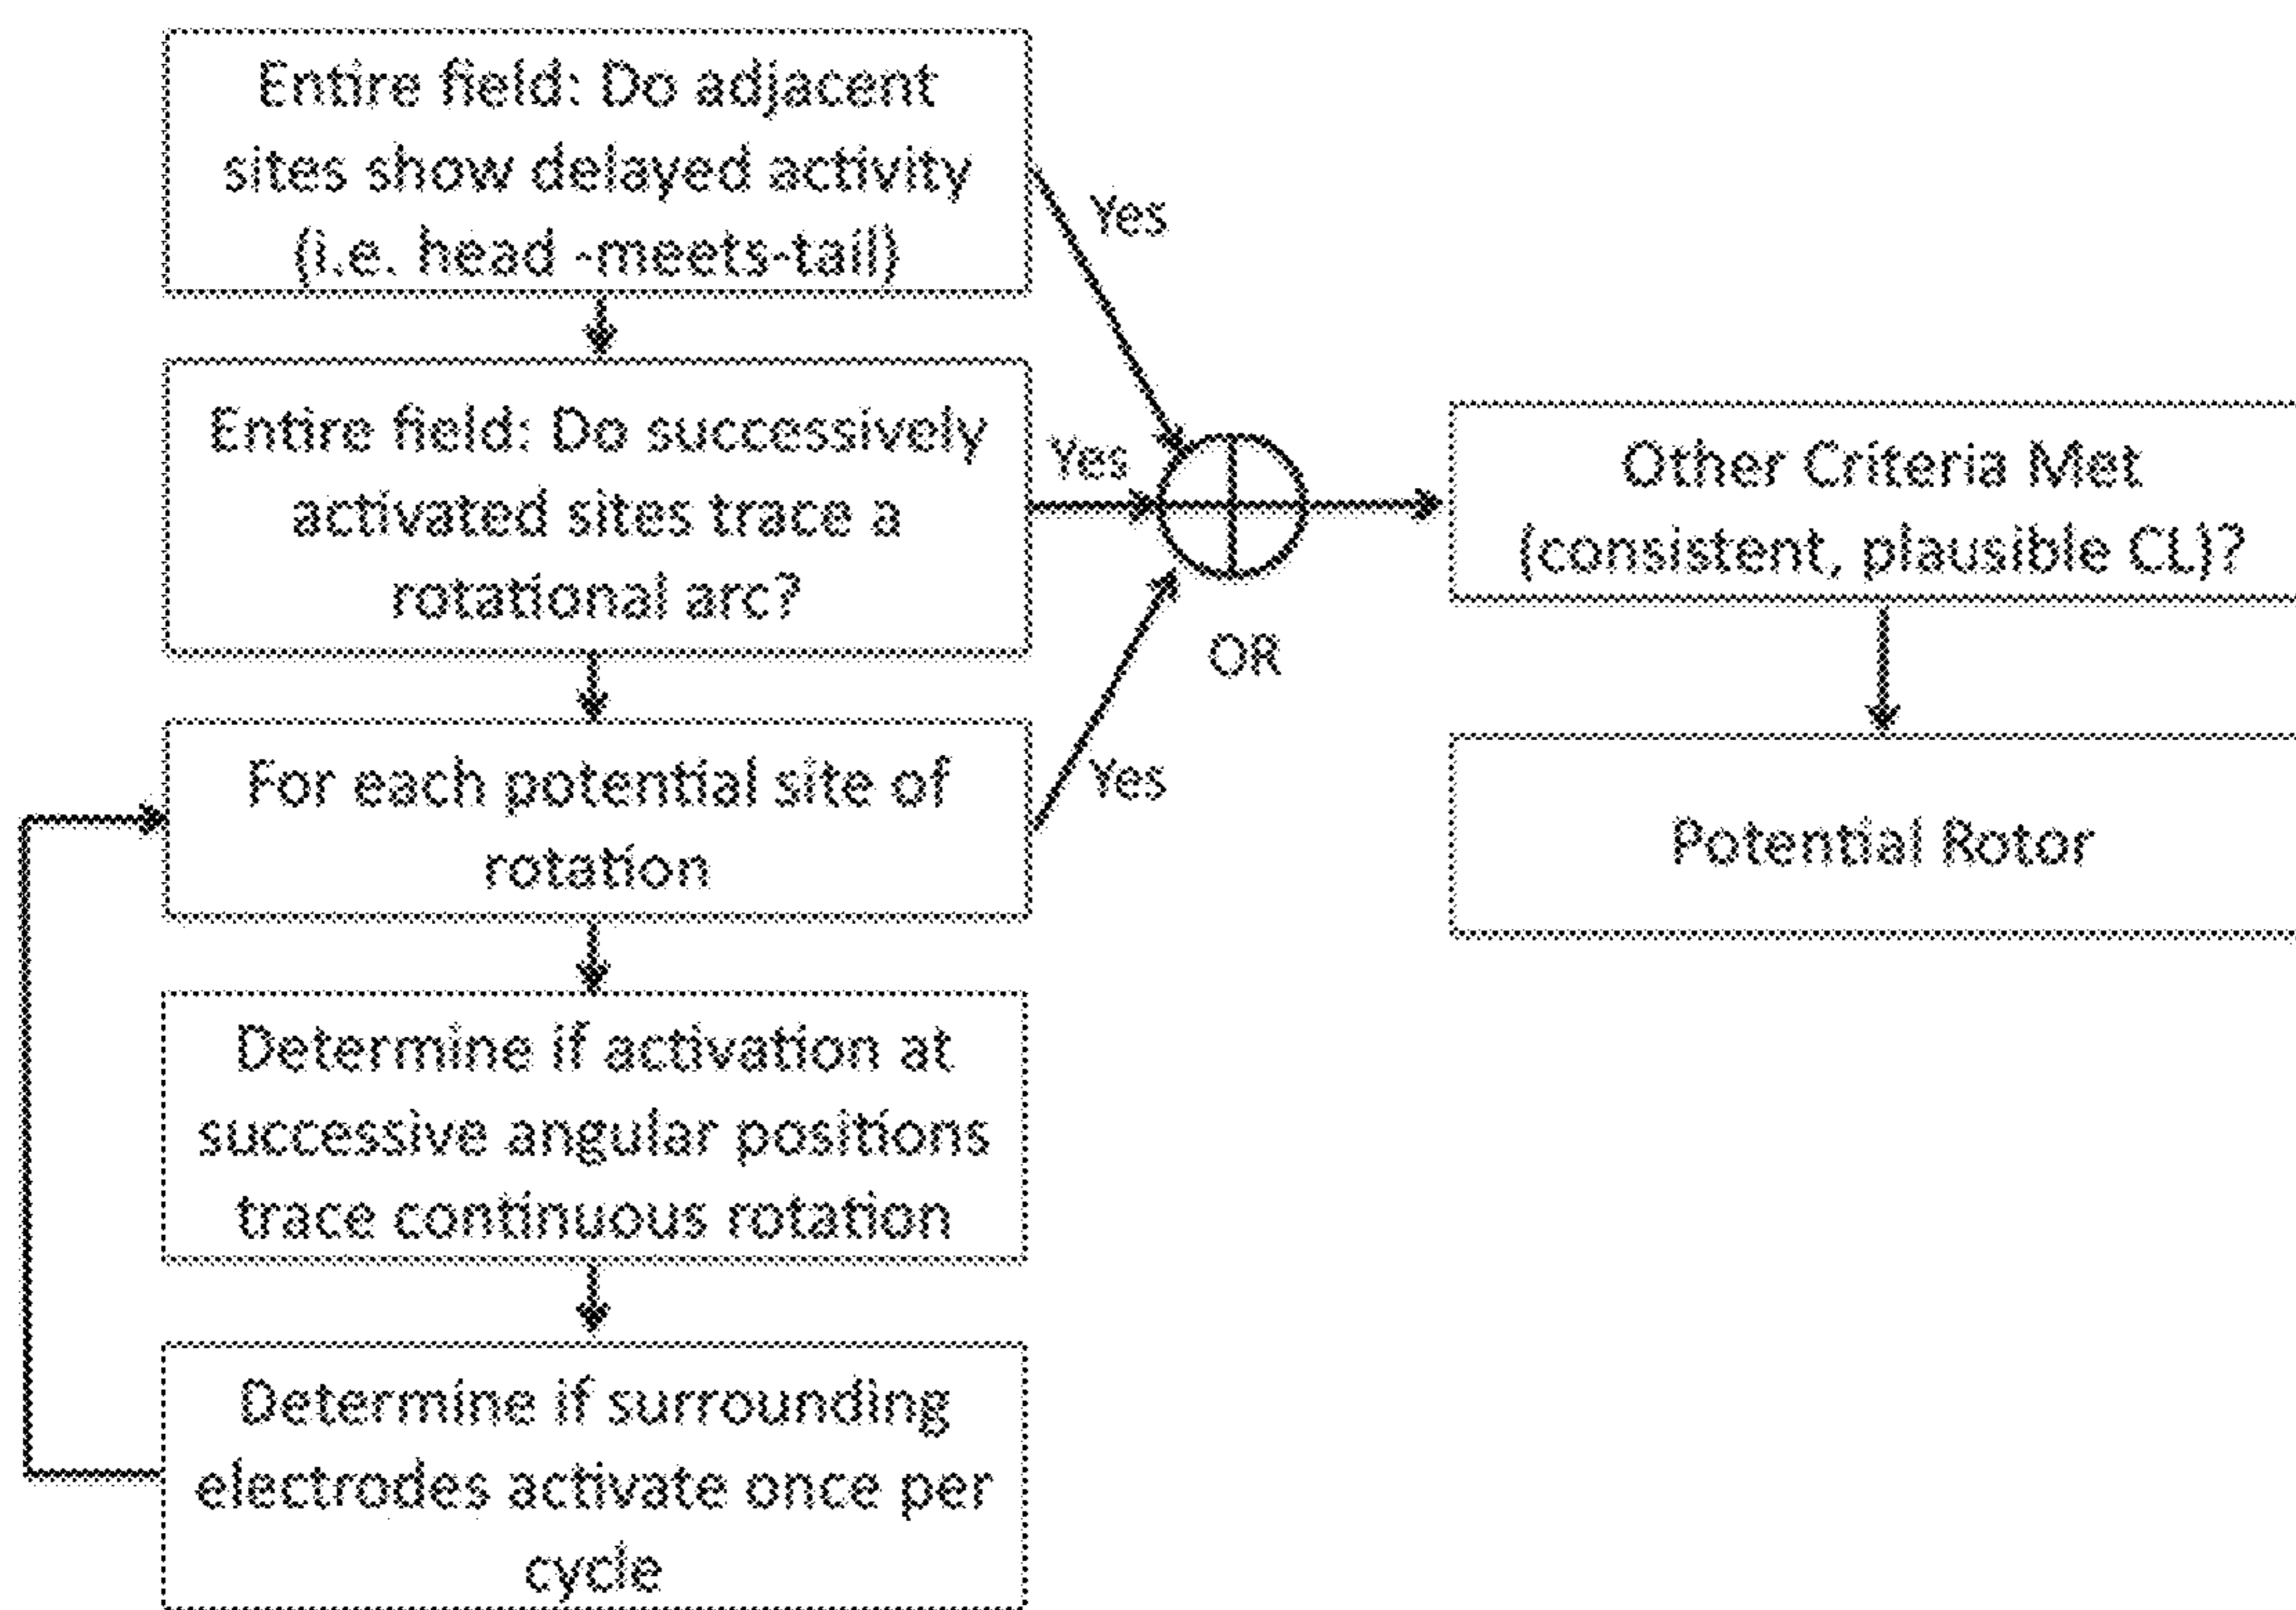 Entire field: Do adjacent
sites show delayed activity
(i.e. head -meets-tail)
Yes
Entire field: Do successively
activated sites trace a
rotational arc?
Yes
Other Criteria Met
(consistent, plausible CL)?
OR
For each potential site of
rotation
Yes
Potential Rotor
Determine if activation at
successive angular positions
trace continuous rotation
Determine if surrounding
electrodes activate once per
cycle